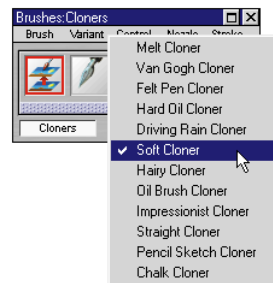 Brushes:Cloners
Brush Variant Control Nozzle Stroke
Melt Cloner
Van Gogh Cloner
Felt Pen Cloner
Hard Oil Cloner
Driving Rain Cloner
Cloners
Soft Cloner
Hairy Cloner
Oil Brush Cloner
Impressionist Cloner
Straight Cloner
Pencil Sketch Cloner
Chalk Cloner